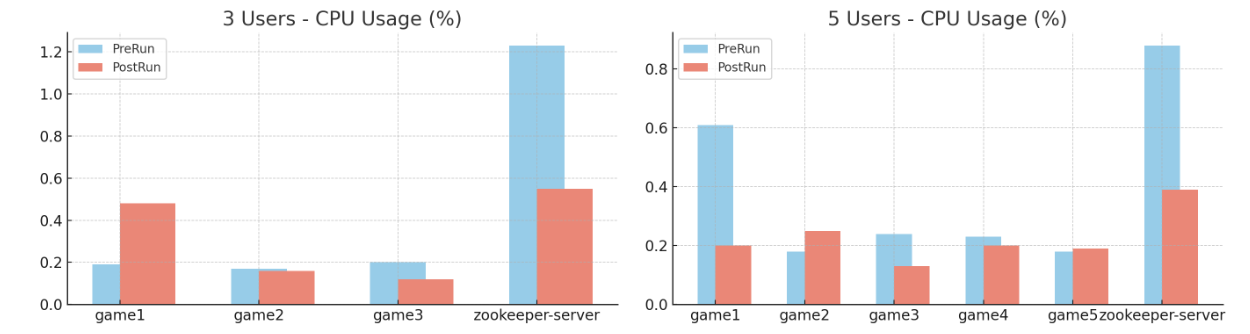 3 Users - CPU Usage (%)
PreRun
PostRun
1.2
1.0
0.8
0.6
0.4
0.2
0.0
game1 game2 game3 zookeeper-server
5 Users - CPU Usage (%)
PreRun
PostRun
0.8
0.6
0.4
0.2
0.0
game1 game2 game3 game4 game5 zookeeper-server